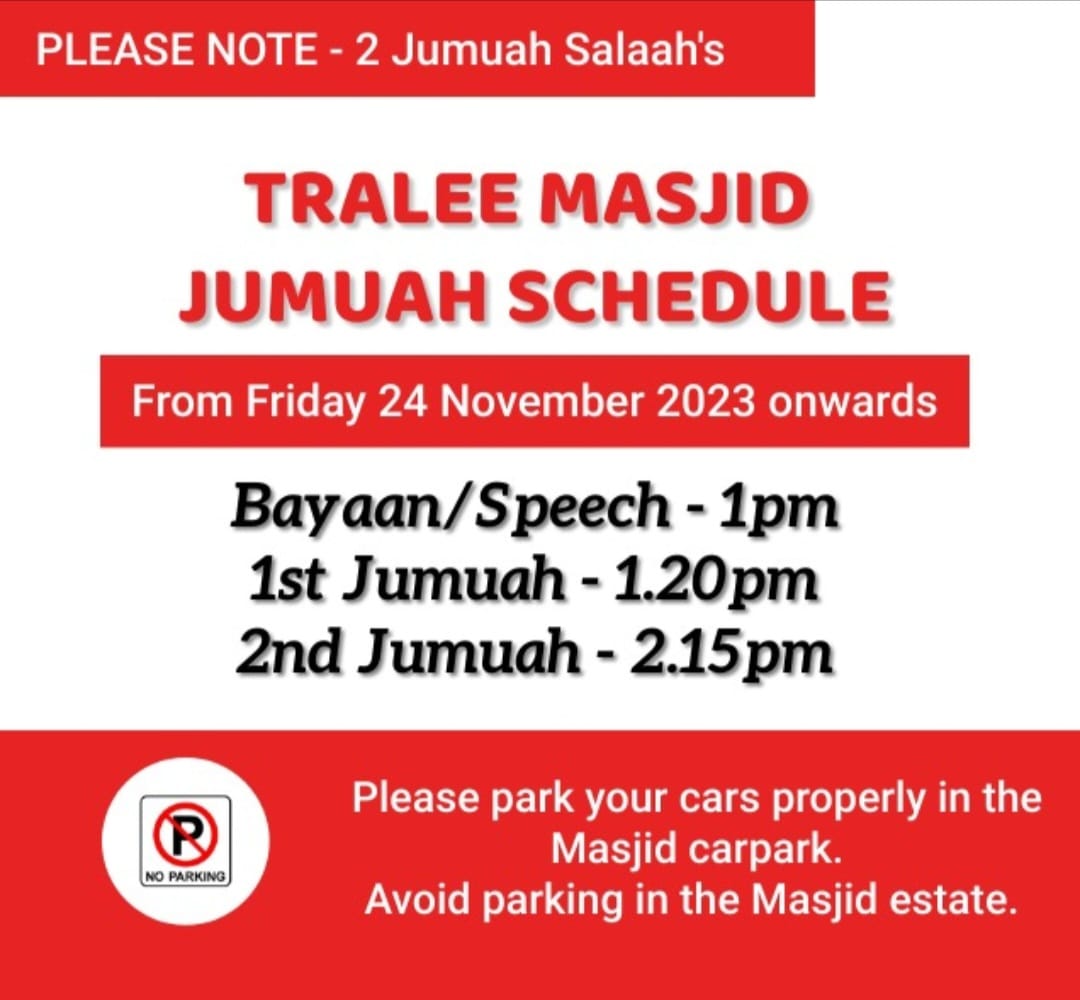 PLEASE NOTE - 2 Jumuah Salaah's
TRALEE MASJID
JUMUAH SCHEDULE
From Friday 24 November 2023 onwards
Bayaan/Speech - 1pm
1st Jumuah - 1.20pm
2nd Jumuah - 2.15pm
P
NO PARKING
Please park your cars properly in the
Masjid carpark.
Avoid parking in the Masjid estate.